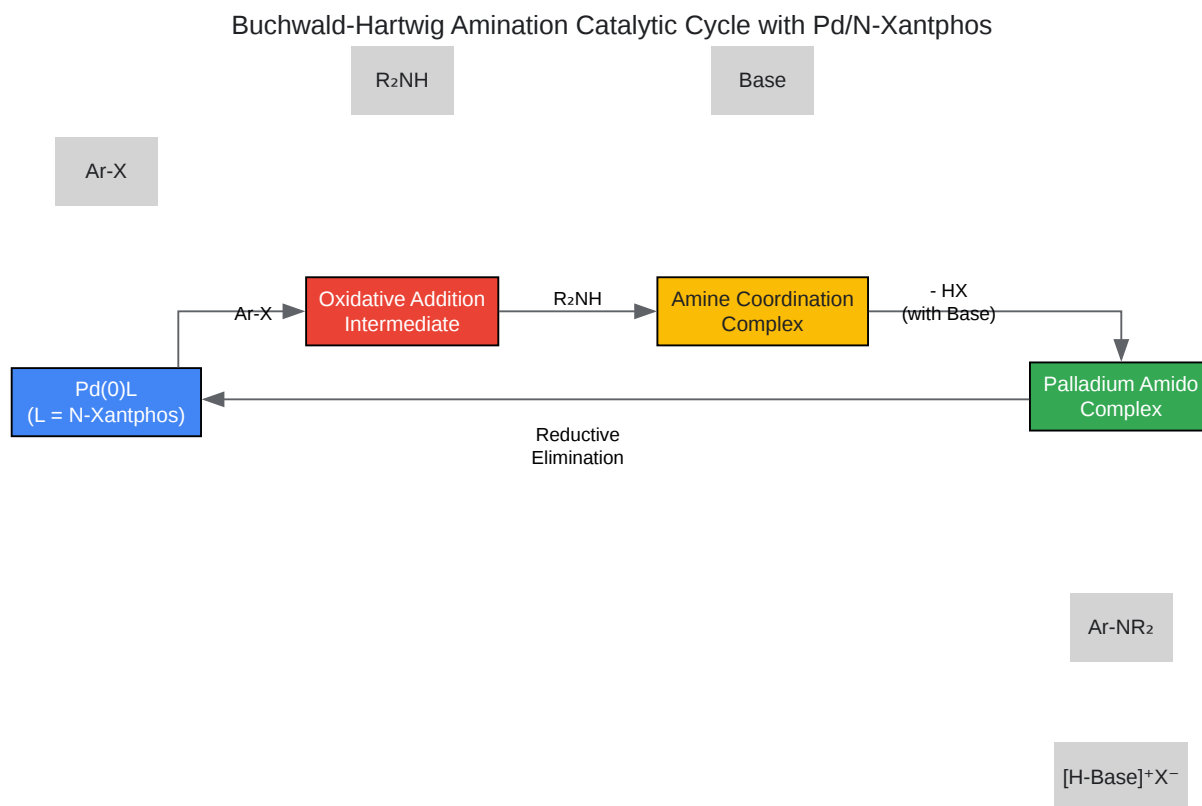 Buchwald-Hartwig Amination Catalytic Cycle with Pd/N-Xantphos
R₂NH
Base
Ar-X
Oxidative Addition
Intermediate
Amine Coordination
Complex
Ar-X
R₂NH
- HX
(with Base)
Pd(0)L
(L = N-Xantphos)
Palladium Amido
Complex
Reductive
Elimination
Ar-NR₂
[H-Base]⁺X⁻